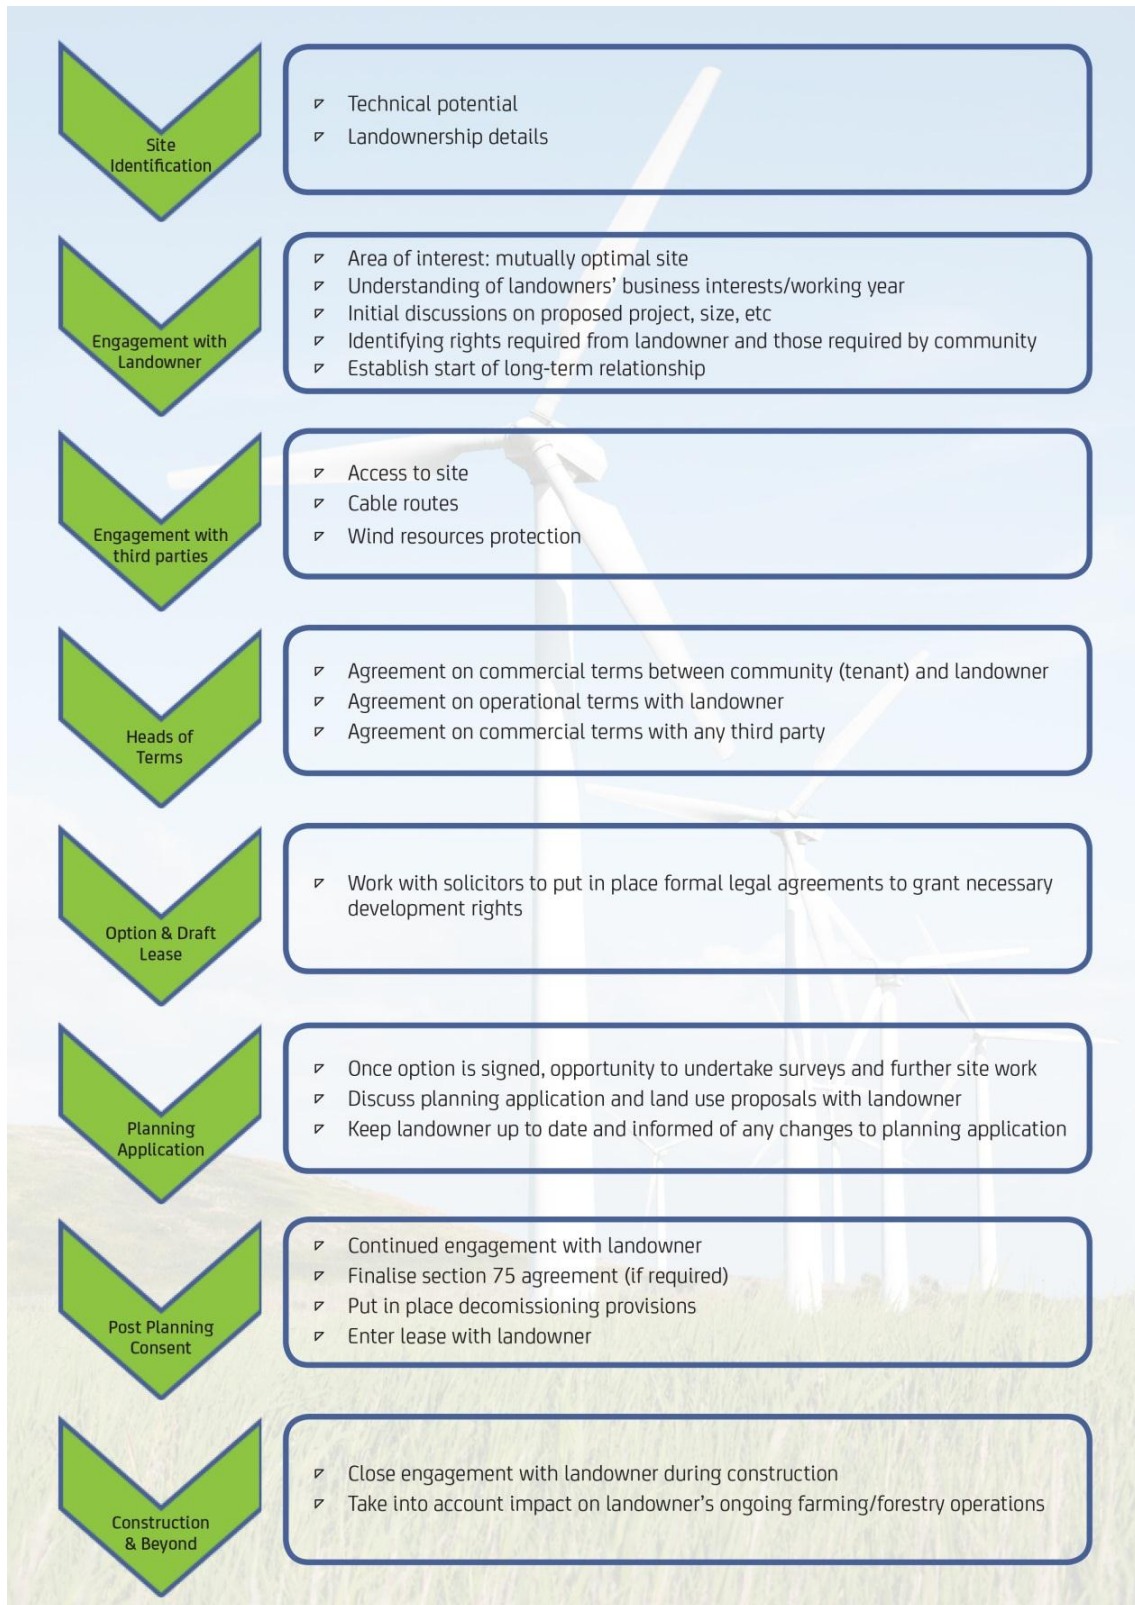 Site
Identification
Technical potential
Landownership details
Engagement with
Landowner
Area of interest: mutually optimal site
Understanding of landowners' business interests/working year
Initial discussions on proposed project, size, etc
Identifying rights required from landowner and those required by community
Establish start of long-term relationship
Engagement with
third parties
Access to site
Cable routes
Wind resources protection
Heads of
Terms
Agreement on commercial terms between community (tenant) and landowner
Agreement on operational terms with landowner
Agreement on commercial terms with any third party
Option & Draft
Lease
Work with solicitors to put in place formal legal agreements to grant necessary
development rights
Planning
Application
Once option is signed, opportunity to undertake surveys and further site work
Discuss planning application and land use proposals with landowner
Keep landowner up to date and informed of any changes to planning application
Post Planning
Consent
Continued engagement with landowner
Finalise section 75 agreement (if required)
Put in place decomissioning provisions
Enter lease with landowner
Construction
& Beyond
Close engagement with landowner during construction
Take into account impact on landowner's ongoing farming/forestry operations